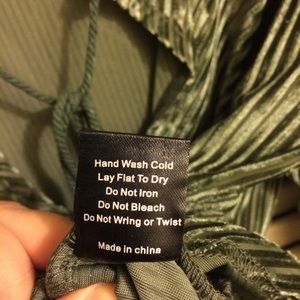 Hand Wash Cold
Lay Flat To Dry
Do Not Iron
Do Not Bleach
Do Not Wring or Twist
Made in china